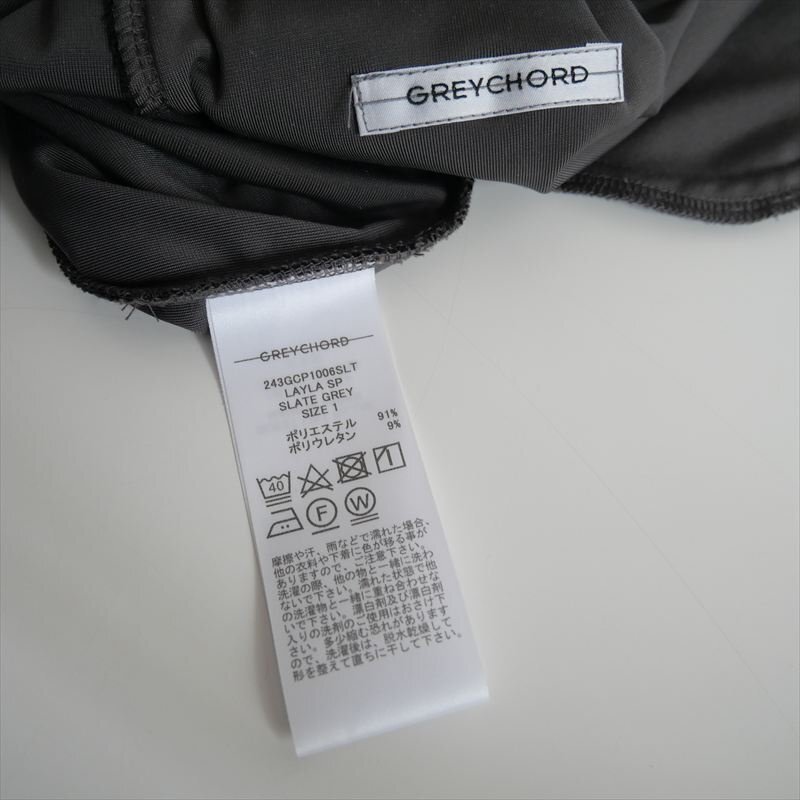 GREYCHORD
GREYCHORD
243GCP1006SLT
LAYLA SP
SLATE GREY
SIZE 1
ポリエステル 91%
ポリウレタン 9%
40
1
F W
摩擦や汗、雨などで濡れた場合、
他の衣料や下着に色が移る事が
ありますので、ご注意下さい。
洗濯の際、他の物と一緒に洗わ
ないで下さい。濡れた状態で他
の洗濯物と一緒に重ね合わせな
いで下さい。漂白剤及び漂白剤
入りの洗剤のご使用はおさけ下
さい。多少縮む恐れがあります
ので、洗濯後は、脱水乾燥して
形を整えて直ちに干して下さい。